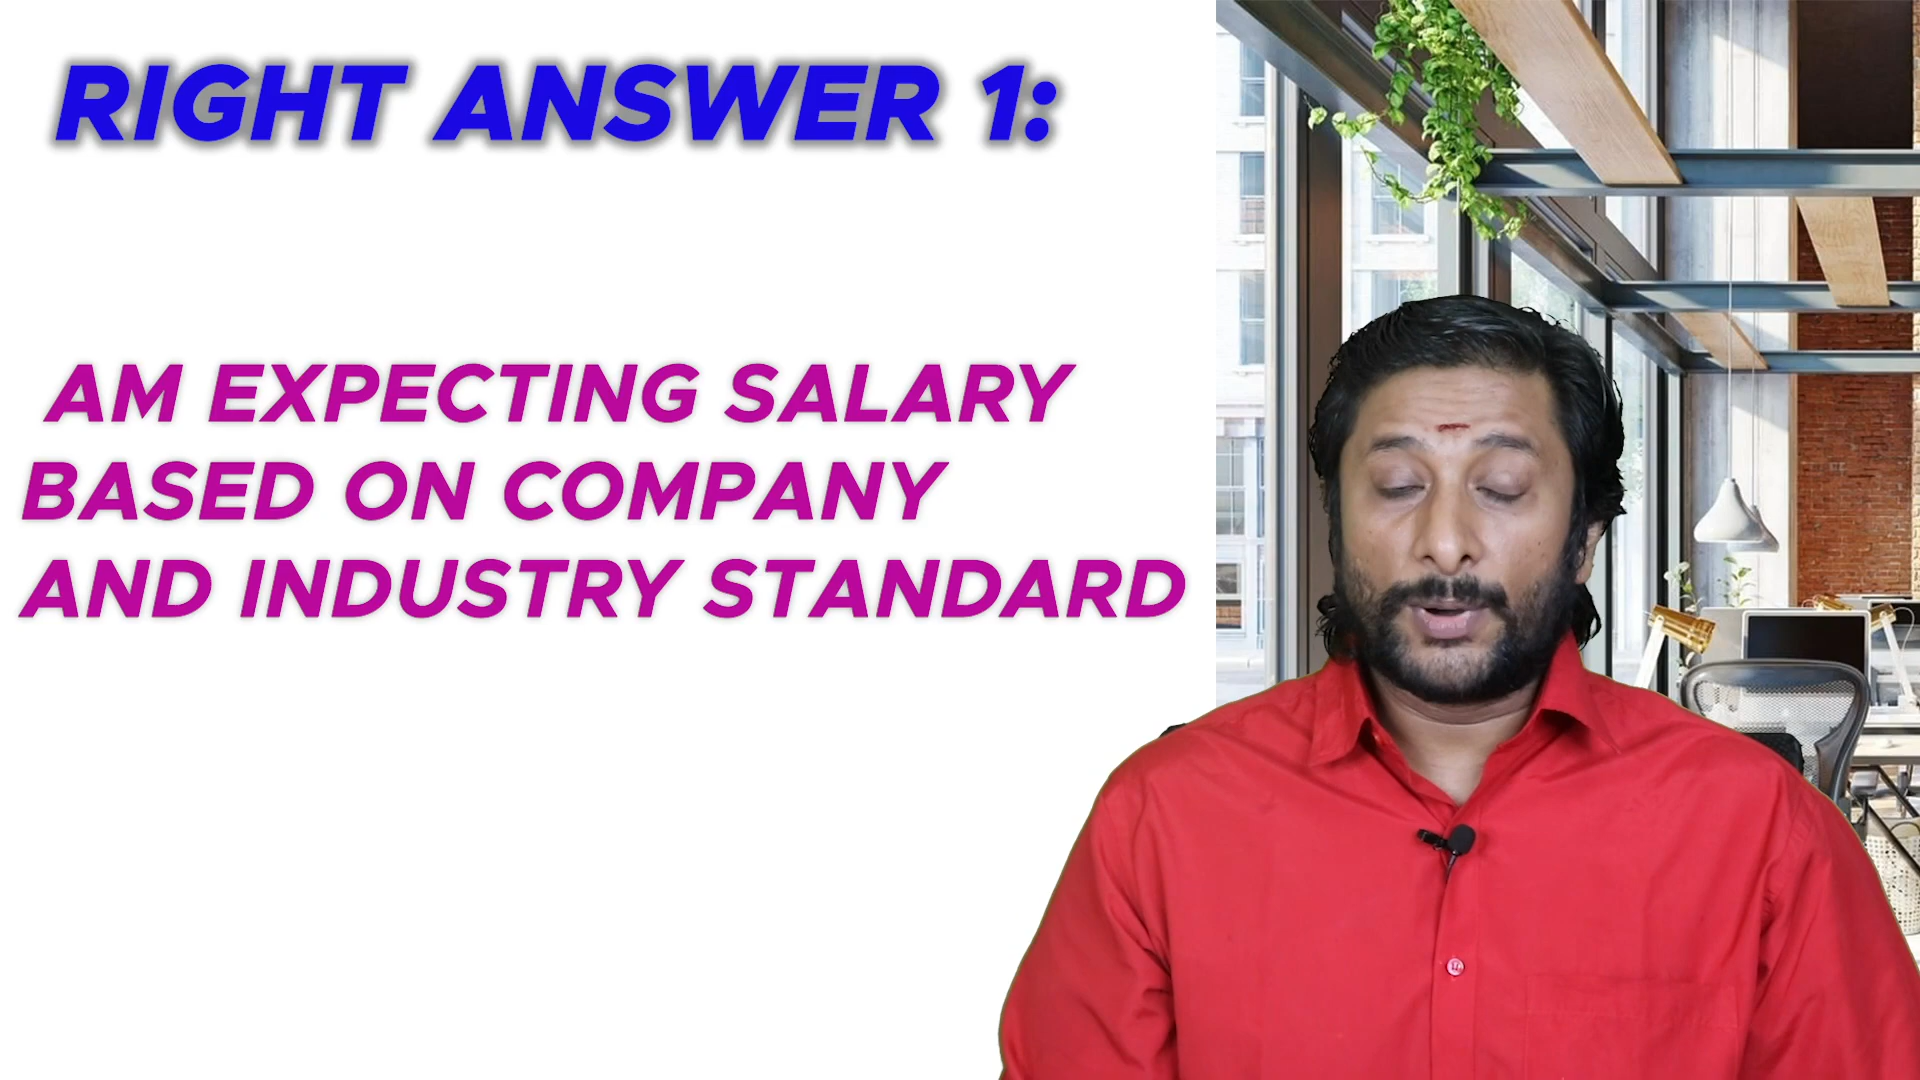 RIGHT ANSWER 1:
AM EXPECTING SALARY
BASED ON COMPANY
AND INDUSTRY STANDARD